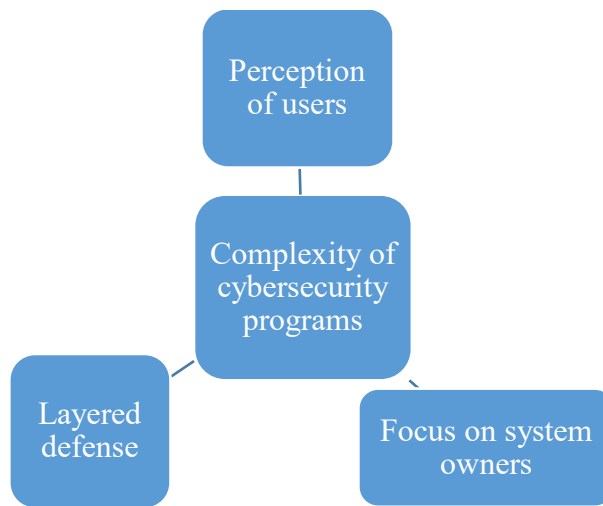 Perception
of users
Complexity of
cybersecurity
programs
Layered
defense
Focus on system
owners